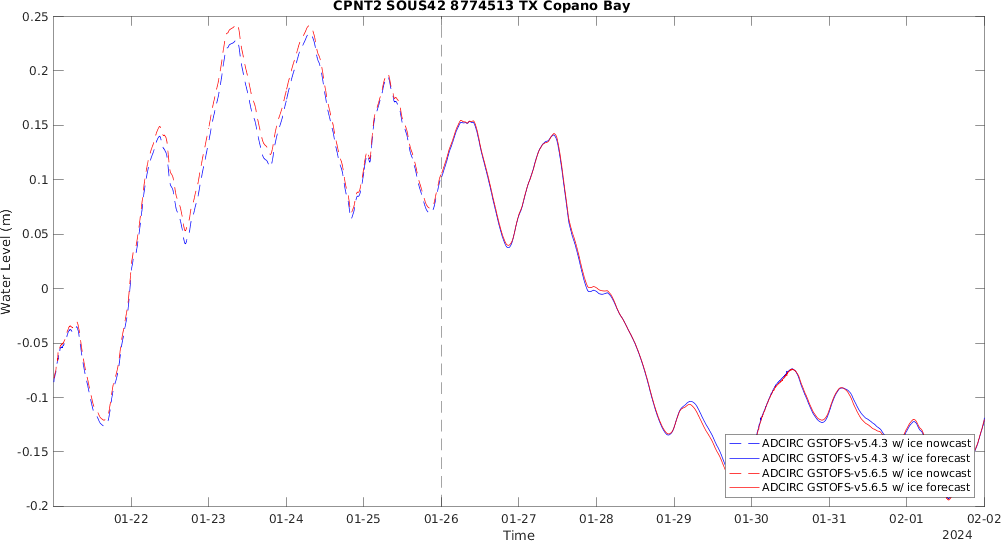 CPNT2 SOUS42 8774513 TX Copano Bay
0.25
0.2
0.15
0.1
0.05
0
-0.05
-0.1
-0.15
-0.2
Water Level (m)
ADCIRC GSTOFS-v5.4.3 w/ ice nowcast
ADCIRC GSTOFS-v5.4.3 w/ ice forecast
ADCIRC GSTOFS-v5.6.5 w/ ice nowcast
ADCIRC GSTOFS-v5.6.5 w/ ice forecast
01-22 01-23 01-24 01-25 01-26 01-27 01-28 01-29 01-30 01-31 02-01 02-02
Time
2024